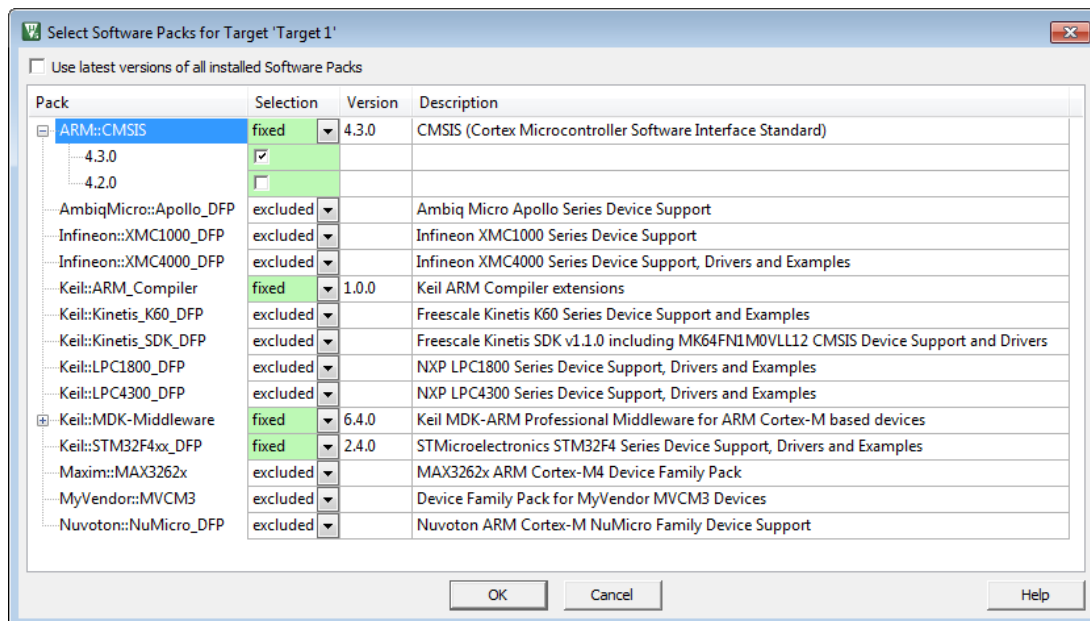 Select Software Packs for Target 'Target 1'
Use latest versions of all installed Software Packs
Pack Selection Version Description
ARM::CMSIS fixed 4.3.0 CMSIS (Cortex Microcontroller Software Interface Standard)
4.3.0
4.2.0
AmbiqMicro::Apollo_DFP excluded Ambiq Micro Apollo Series Device Support
Infineon::XMC1000_DFP excluded Infineon XMC1000 Series Device Support
Infineon::XMC4000_DFP excluded Infineon XMC4000 Series Device Support, Drivers and Examples
Keil::ARM_Compiler fixed 1.0.0 Keil ARM Compiler extensions
Keil::Kinetis_K60_DFP excluded Freescale Kinetis K60 Series Device Support and Examples
Keil::Kinetis_SDK_DFP excluded Freescale Kinetis SDK v1.1.0 including MK64FN1M0VLL12 CMSIS Device Support and Drivers
Keil::LPC1800_DFP excluded NXP LPC1800 Series Device Support, Drivers and Examples
Keil::LPC4300_DFP excluded NXP LPC4300 Series Device Support, Drivers and Examples
Keil::MDK-Middleware fixed 6.4.0 Keil MDK-ARM Professional Middleware for ARM Cortex-M based devices
Keil::STM32F4xx_DFP fixed 2.4.0 STMicroelectronics STM32F4 Series Device Support, Drivers and Examples
Maxim::MAX3262x excluded MAX3262x ARM Cortex-M4 Device Family Pack
MyVendor::MVCM3 excluded Device Family Pack for MyVendor MVCM3 Devices
Nuvoton::NuMicro_DFP excluded Nuvoton ARM Cortex-M NuMicro Family Device Support
OK Cancel Help